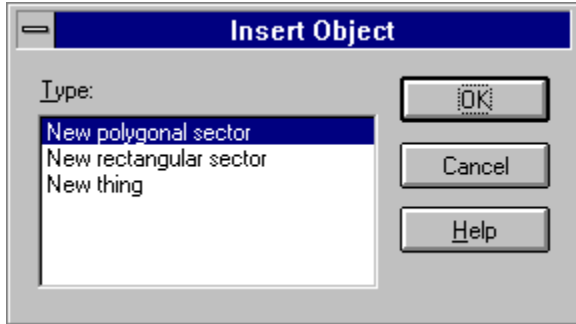 Insert Object
Type:
New polygonal sector
New rectangular sector
New thing
OK
Cancel
Help